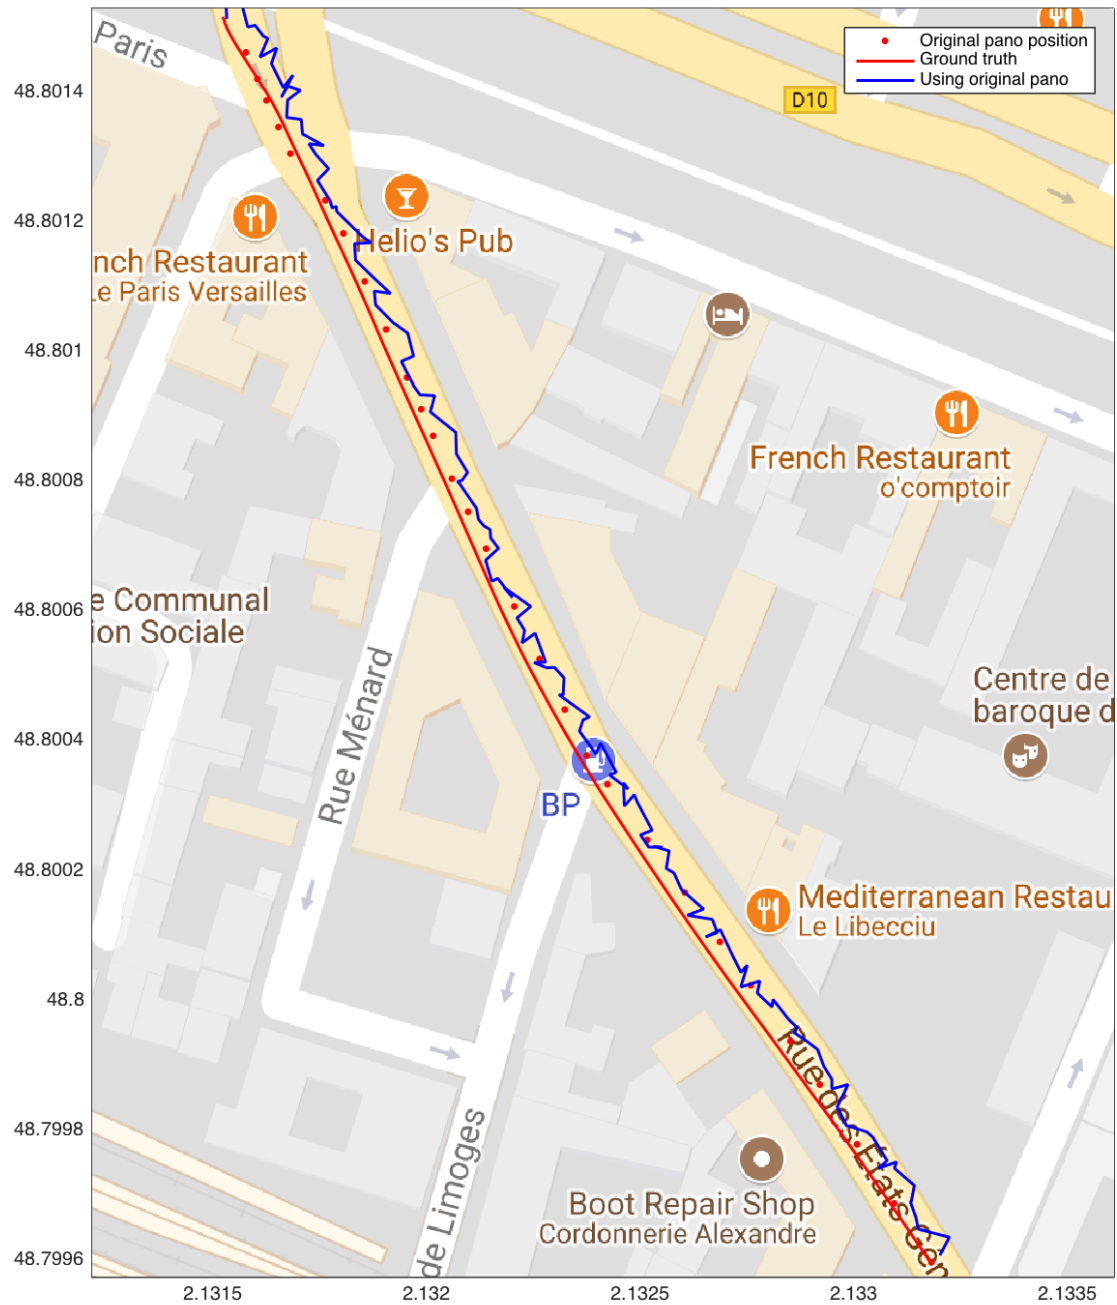 Paris
Original pano position
Ground truth
Using original pano
D10
48.8014
48.8012
Helio's Pub
nch Restaurant
Le Paris Versailles
48.801
French Restaurant
o'comptoir
48.8008
48.8006
e Communal
ion Sociale
Rue Ménard
Centre de
baroque d
48.8004
BP
48.8002
Mediterranean Restau
Le Libecciu
48.8
Rue des États Gén
48.7998
Boot Repair Shop
Cordonnerie Alexandre
de Limoges
48.7996
2.1315
2.132
2.1325
2.133
2.1335